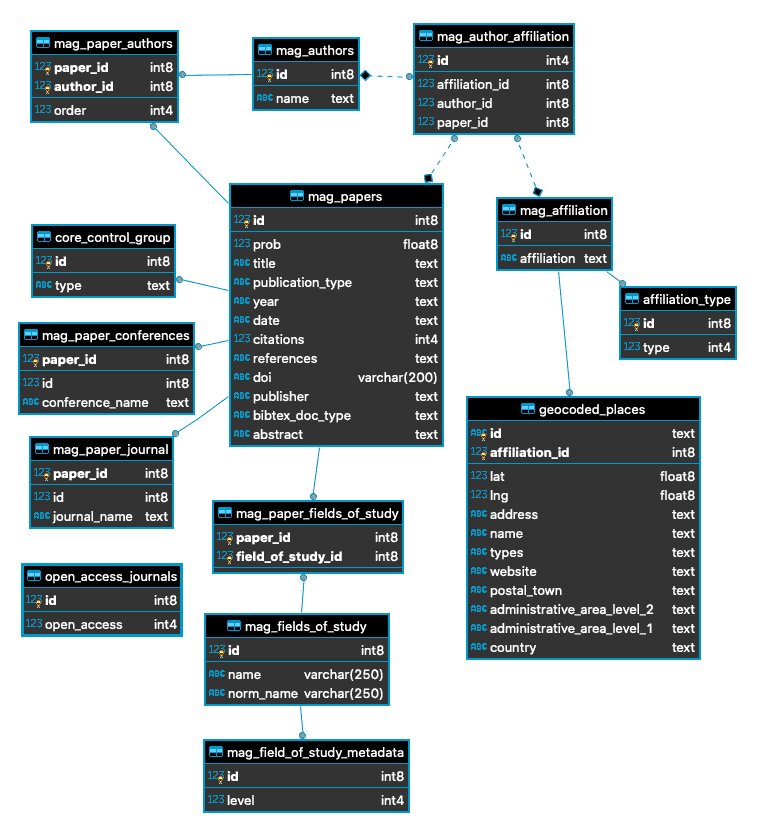 mag_paper_authors
123 paper_id int8
123 author_id int8
123 order int4
mag_authors
123 id int8
ABC name text
mag_author_affiliation
123 id int4
123 affiliation_id int8
123 author_id int8
123 paper_id int8
mag_papers
123 id int8
123 prob float8
ABC title text
ABC publication_type text
ABC year text
ABC date text
123 citations int4
ABC references text
ABC doi varchar(200)
ABC publisher text
ABC bibtex_doc_type text
ABC abstract text
mag_affiliation
123 id int8
ABC affiliation text
core_control_group
123 id int8
ABC type text
affiliation_type
123 id int8
123 type int4
mag_paper_conferences
123 paper_id int8
123 id int8
ABC conference_name text
geocoded_places
ABC id text
ABC affiliation_id int8
123 lat float8
123 lng float8
ABC address text
ABC name text
ABC types text
ABC website text
ABC postal_town text
ABC administrative_area_level_2 text
ABC administrative_area_level_1 text
ABC country text
mag_paper_journal
123 paper_id int8
123 id int8
ABC journal_name text
mag_paper_fields_of_study
123 paper_id int8
123 field_of_study_id int8
open_access_journals
123 id int8
123 open_access int4
mag_fields_of_study
123 id int8
ABC name varchar(250)
ABC norm_name varchar(250)
mag_field_of_study_metadata
123 id int8
123 level int4